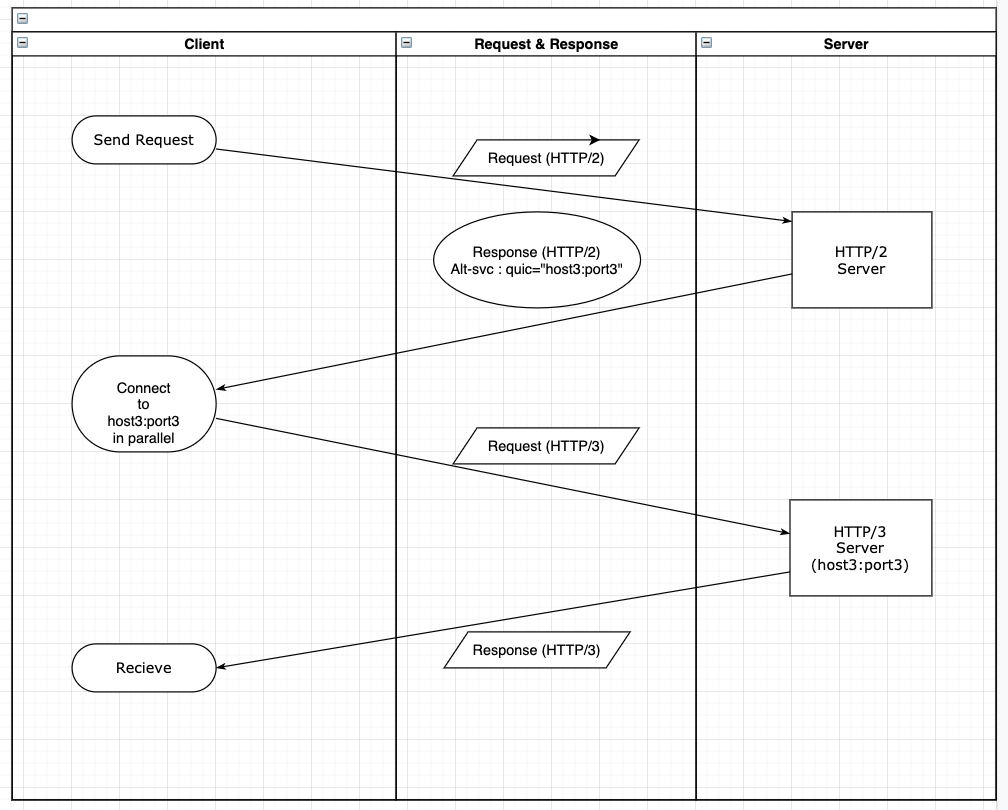 Client
Request & Response
Server
Send Request
Request (HTTP/2)
Response (HTTP/2)
Alt-svc : quic="host3:port3"
HTTP/2
Server
Connect
to
host3:port3
in parallel
Request (HTTP/3)
HTTP/3
Server
(host3:port3)
Response (HTTP/3)
Recieve